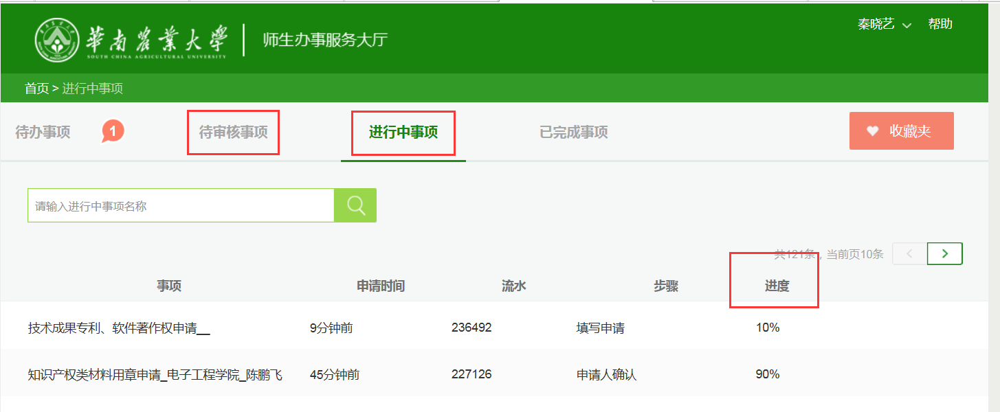 華南農業大學
SOUTH CHINA AGRICULTURAL UNIVERSITY
师生办事服务大厅
秦晓艺 帮助
首页 > 进行中事项
待办事项 1 待审核事项 进行中事项 已完成事项 收藏夹
请输入进行中事项名称
共121条，当前页10条
事项 申请时间 流水 步骤 进度
技术成果专利、软件著作权申请__ 9分钟前 236492 填写申请 10%
知识产权类材料用章申请_电子工程学院_陈鹏飞 45分钟前 227126 申请人确认 90%